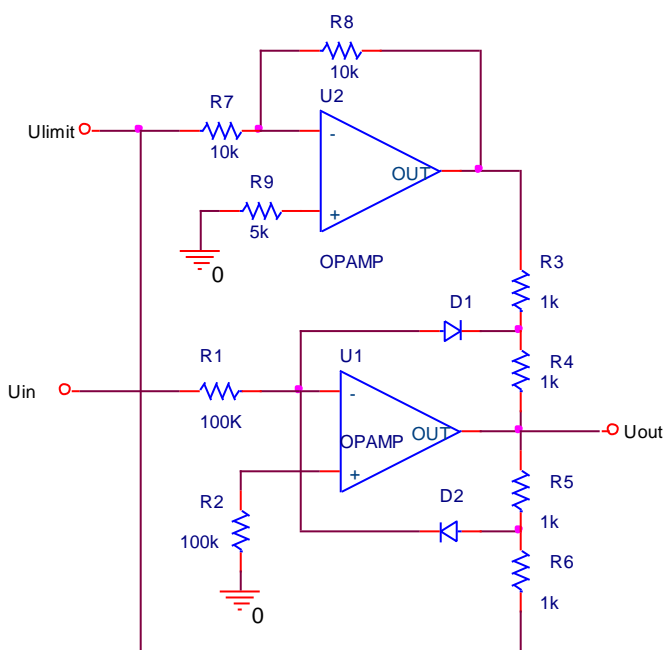 R8
10k
R7
U2
Ulimit
-
10k
OUT
R9
+
5k
0
OPAMP
R3
1k
D1
R1
U1
R4
1k
Uin
-
100K
OPAMP
OUT
Uout
+
R2
100k
D2
R5
1k
R6
1k
0